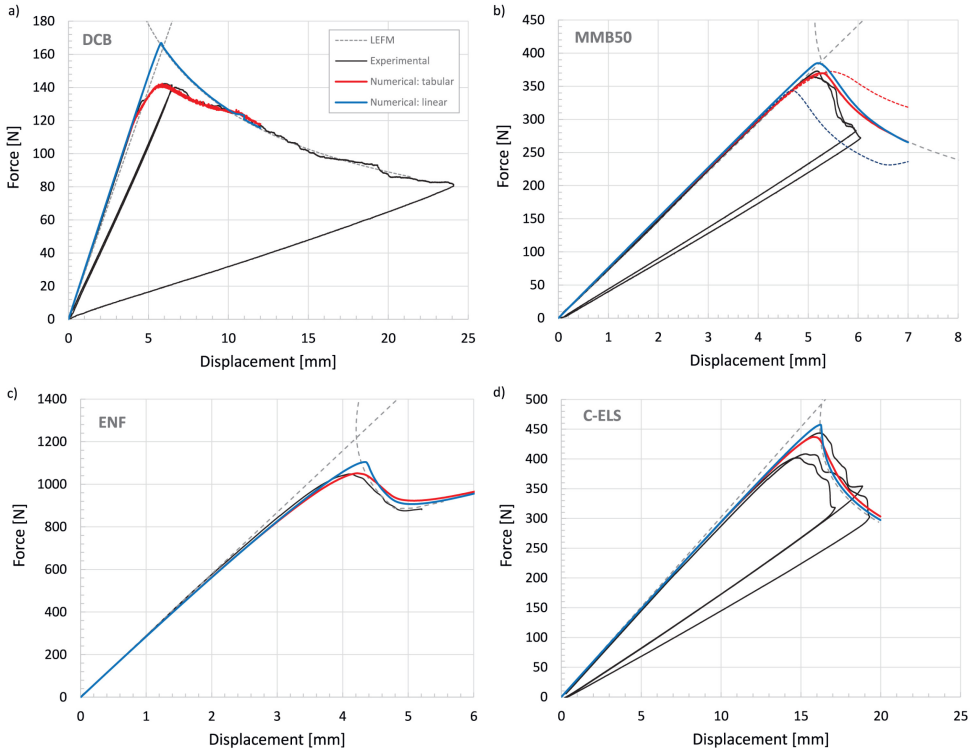 a)
DCB
180
160
140
120
100
80
60
40
20
0
Force [N]
0 5 10 15 20 25
Displacement [mm]
LEFM
Experimental
Numerical: tabular
Numerical: linear
b)
MMB50
450
400
350
300
250
200
150
100
50
0
Force [N]
0 1 2 3 4 5 6 7 8
Displacement [mm]
c)
ENF
1400
1200
1000
800
600
400
200
0
Force [N]
0 1 2 3 4 5 6
Displacement [mm]
d)
C-ELS
500
450
400
350
300
250
200
150
100
50
0
Force [N]
0 5 10 15 20 25
Displacement [mm]